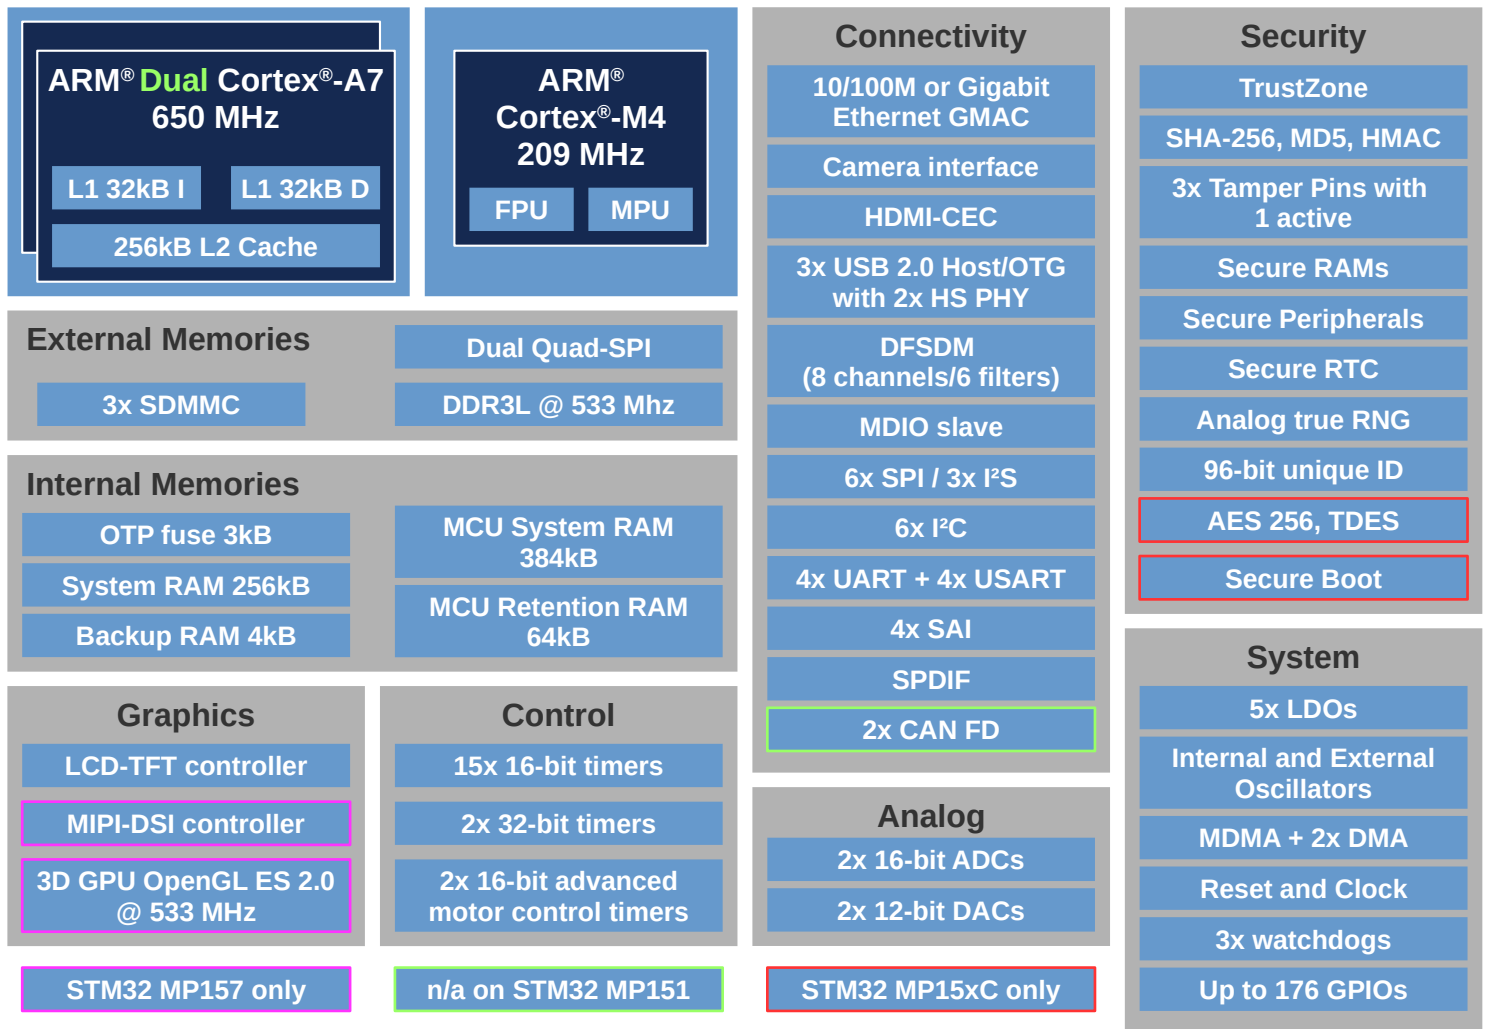 ARM® Dual Cortex®-A7
650 MHz
L1 32kB I
L1 32kB D
256kB L2 Cache
ARM®
Cortex®-M4
209 MHz
FPU
MPU
External Memories
Dual Quad-SPI
3x SDMMC
DDR3L @ 533 Mhz
Internal Memories
OTP fuse 3kB
System RAM 256kB
Backup RAM 4kB
MCU System RAM
384kB
MCU Retention RAM
64kB
Graphics
LCD-TFT controller
MIPI-DSI controller
3D GPU OpenGL ES 2.0
@ 533 MHz
Control
15x 16-bit timers
2x 32-bit timers
2x 16-bit advanced
motor control timers
Connectivity
10/100M or Gigabit
Ethernet GMAC
Camera interface
HDMI-CEC
3x USB 2.0 Host/OTG
with 2x HS PHY
DFSDM
(8 channels/6 filters)
MDIO slave
6x SPI / 3x I²S
6x I²C
4x UART + 4x USART
4x SAI
SPDIF
2x CAN FD
Analog
2x 16-bit ADCs
2x 12-bit DACs
Security
TrustZone
SHA-256, MD5, HMAC
3x Tamper Pins with
1 active
Secure RAMs
Secure Peripherals
Secure RTC
Analog true RNG
96-bit unique ID
AES 256, TDES
Secure Boot
System
5x LDOs
Internal and External
Oscillators
MDMA + 2x DMA
Reset and Clock
3x watchdogs
Up to 176 GPIOs
STM32 MP157 only
n/a on STM32 MP151
STM32 MP15xC only